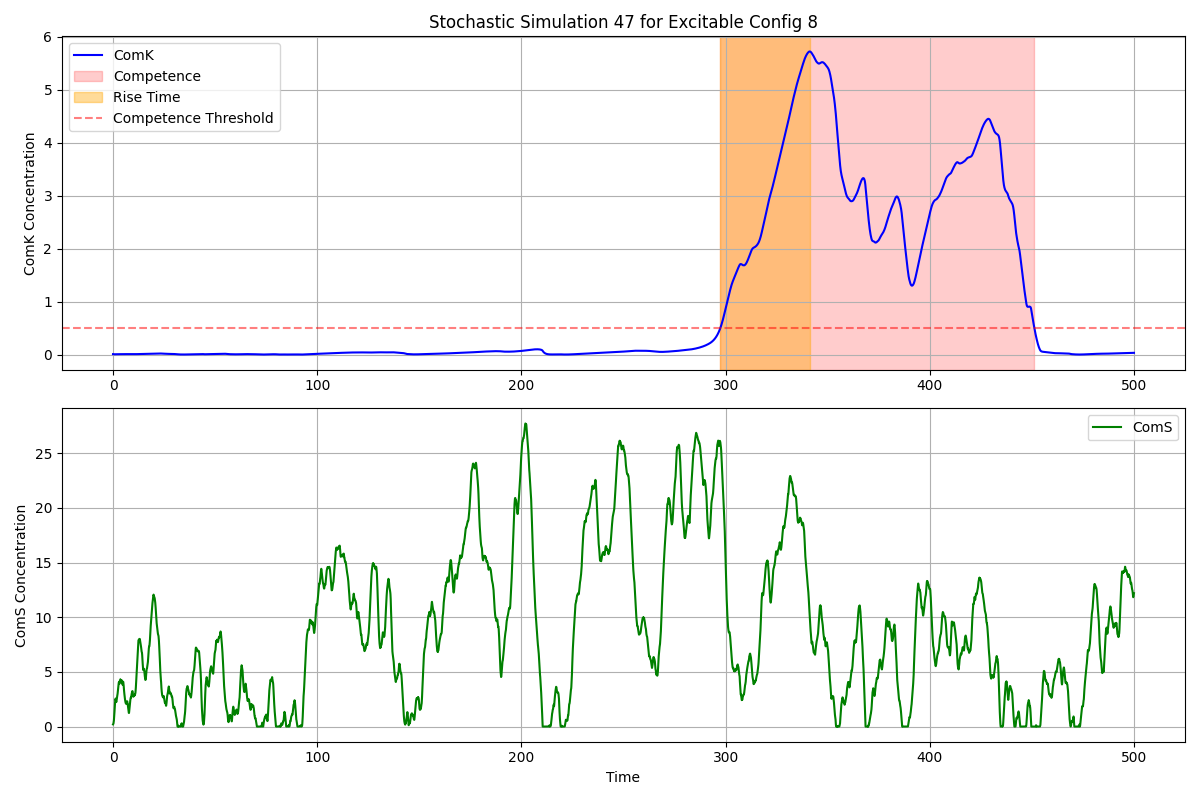 Stochastic Simulation 47 for Excitable Config 8
ComK Concentration
6
5
4
3
2
1
0
ComK
Competence
Rise Time
Competence Threshold
0 100 200 300 400 500
ComS Concentration
25
20
15
10
5
0
ComS
0 100 200 300 400 500
Time